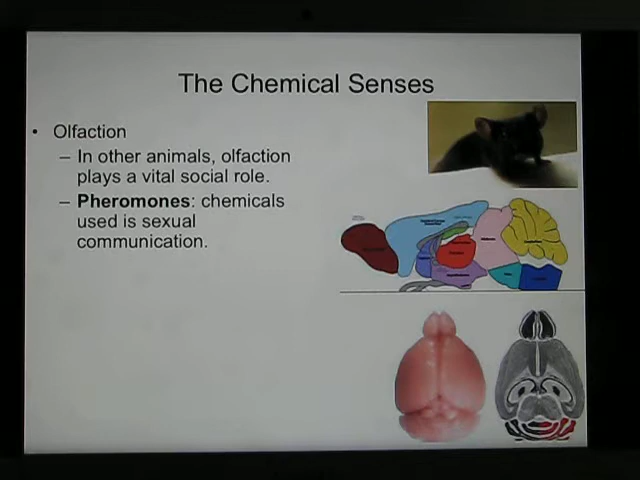 The Chemical Senses
• Olfaction
– In other animals, olfaction
plays a vital social role.
– Pheromones: chemicals
used is sexual
communication.